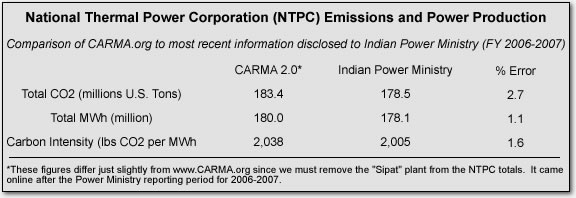 National Thermal Power Corporation (NTPC) Emissions and Power Production
Comparison of CARMA.org to most recent information disclosed to Indian Power Ministry (FY 2006-2007)
CARMA 2.0* Indian Power Ministry % Error
Total CO2 (millions U.S. Tons) 183.4 178.5 2.7
Total MWh (million) 180.0 178.1 1.1
Carbon Intensity (lbs CO2 per MWh 2,038 2,005 1.6
*These figures differ just slightly from www.CARMA.org since we must remove the "Sipat" plant from the NTPC totals. It came
online after the Power Ministry reporting period for 2006-2007.